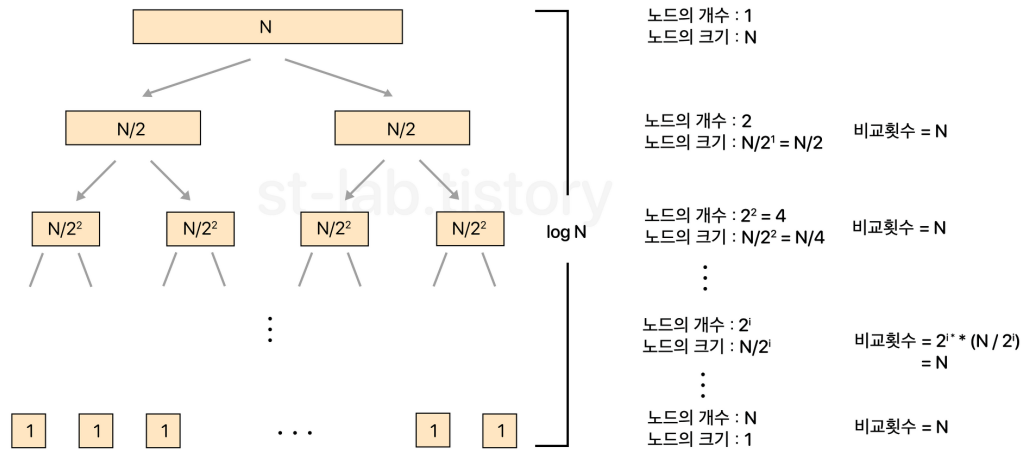 N
노드의 개수 : 1
노드의 크기 : N
N/2 N/2
노드의 개수 : 2
노드의 크기 : N/2¹ = N/2
비교횟수 = N
st-lab.tistory
N/2² N/2² N/2² N/2²
log N
노드의 개수 : 2² = 4
노드의 크기 : N/2² = N/4
비교횟수 = N
노드의 개수 : 2ⁱ
노드의 크기 : N/2ⁱ
비교횟수 = 2ⁱ* * (N / 2ⁱ)
= N
1 1 1 ... 1 1
노드의 개수 : N
노드의 크기 : 1
비교횟수 = N